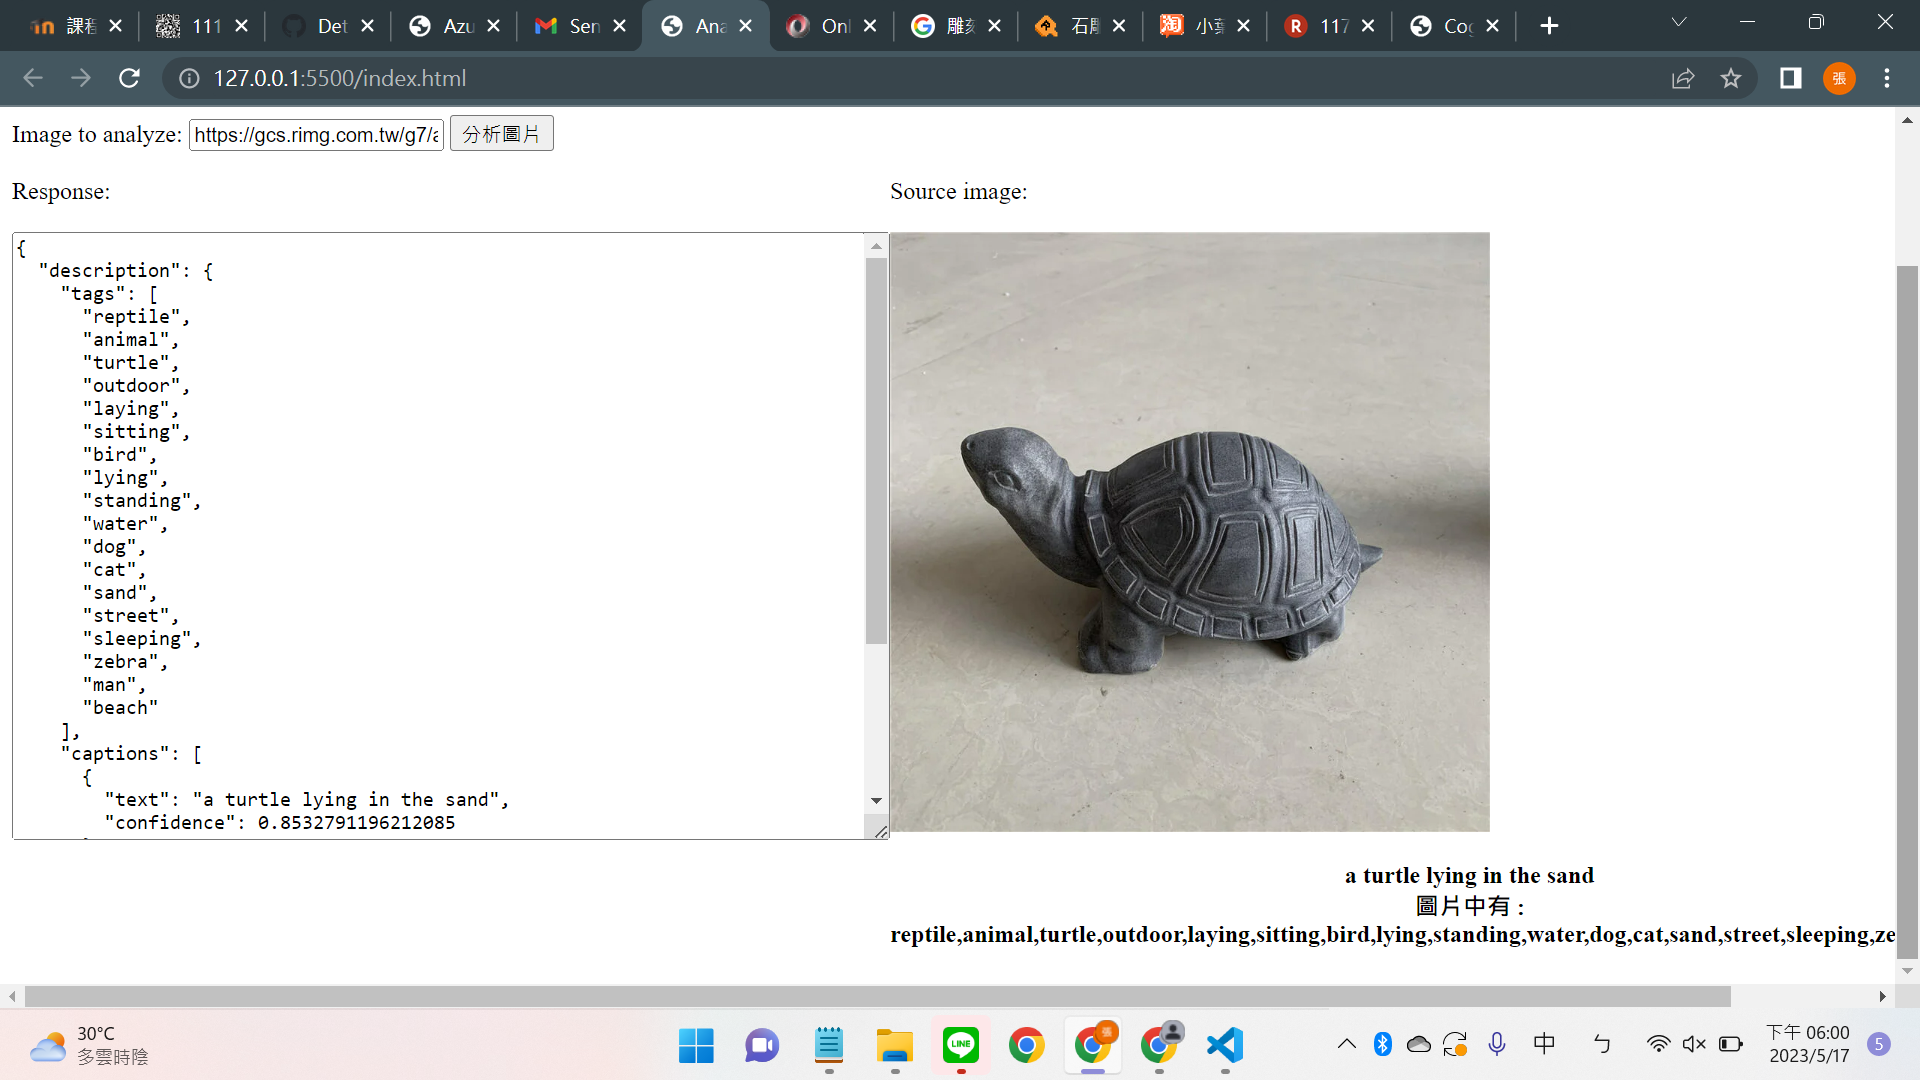 課程
111
Det
Azu
Sen
Ana
Onl
雕刻
石雕
小葉
117
Cog
127.0.0.1:5500/index.html
張
Image to analyze: https://gcs.rimg.com.tw/g7/a 分析圖片
Response:
Source image:
{
"description": {
"tags": [
"reptile",
"animal",
"turtle",
"outdoor",
"laying",
"sitting",
"bird",
"lying",
"standing",
"water",
"dog",
"cat",
"sand",
"street",
"sleeping",
"zebra",
"man",
"beach"
],
"captions": [
{
"text": "a turtle lying in the sand",
"confidence": 0.8532791196212085
a turtle lying in the sand
圖片中有：
reptile,animal,turtle,outdoor,laying,sitting,bird,lying,standing,water,dog,cat,sand,street,sleeping,ze
30°C
多雲時陰
LINE
張
中
ㄅ
下午 06:00
2023/5/17
5